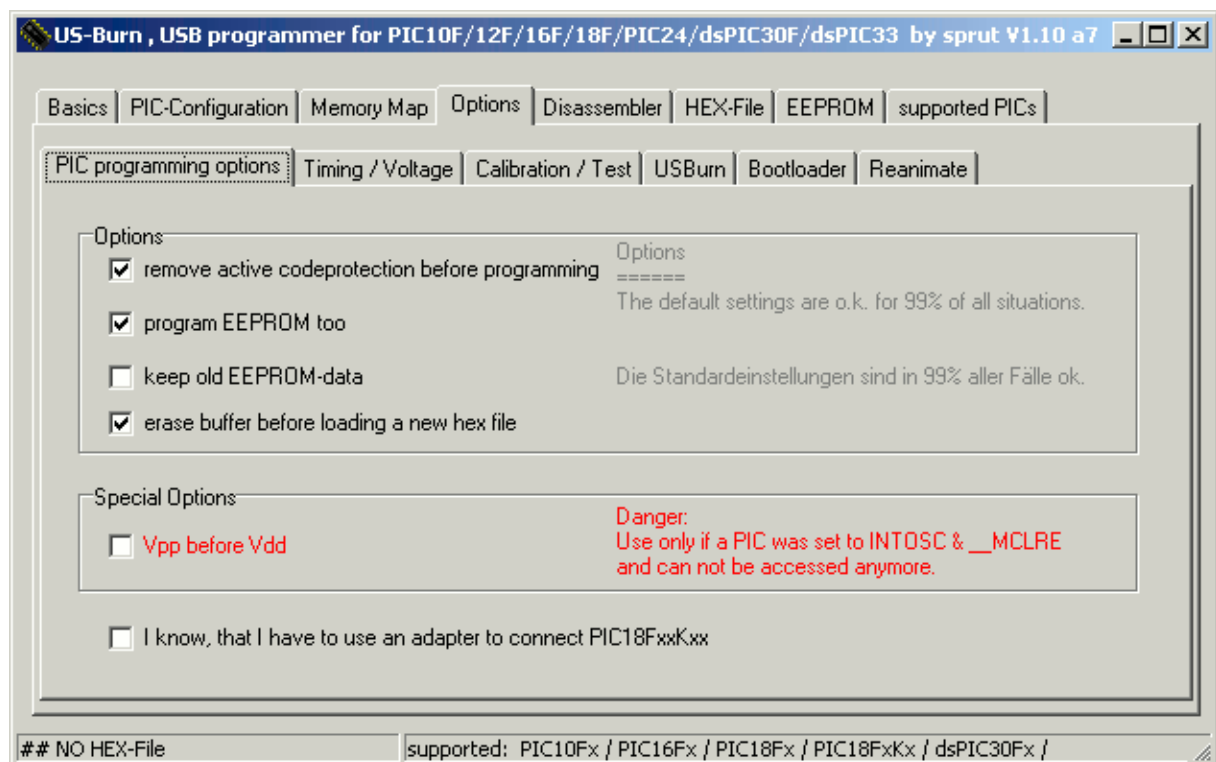 US-Burn , USB programmer for PIC10F/12F/16F/18F/PIC24/dsPIC30F/dsPIC33 by sprut V1.10 a7
Basics PIC-Configuration Memory Map Options Disassembler HEX-File EEPROM supported PICs
PIC programming options Timing / Voltage Calibration / Test USBurn Bootloader Reanimate
Options
remove active codeprotection before programming
program EEPROM too
keep old EEPROM-data
erase buffer before loading a new hex file
Options
======
The default settings are o.k. for 99% of all situations.
Die Standardeinstellungen sind in 99% aller Fälle ok.
Special Options
Vpp before Vdd
Danger:
Use only if a PIC was set to INTOSC & __MCLRE
and can not be accessed anymore.
I know, that I have to use an adapter to connect PIC18FxxKxx
## NO HEX-File
supported: PIC10Fx / PIC16Fx / PIC18Fx / PIC18FxKx / dsPIC30Fx /